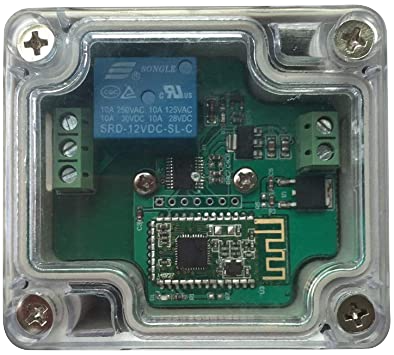 SONGLE
10A 250VAC 10A 125VAC
10A 30VDC 10A 28VDC
SRD-12VDC-SL-C